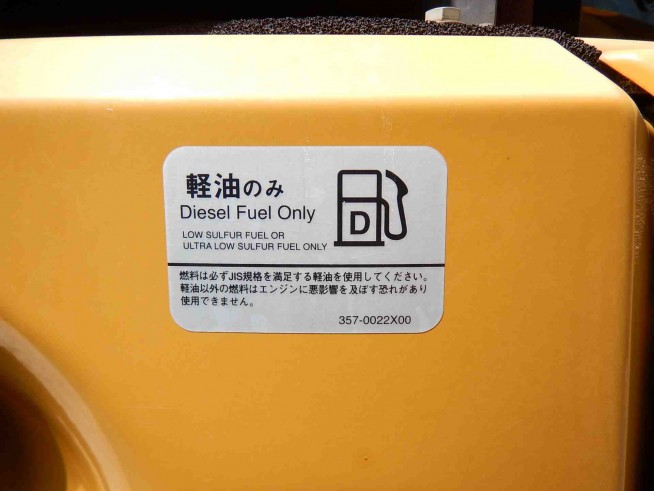 軽油のみ
Diesel Fuel Only
LOW SULFUR FUEL OR
ULTRA LOW SULFUR FUEL ONLY
D
燃料は必ずJIS規格を満足する軽油を使用してください。
軽油以外の燃料はエンジンに悪影響を及ぼす恐れがあり
使用できません。
357-0022X00